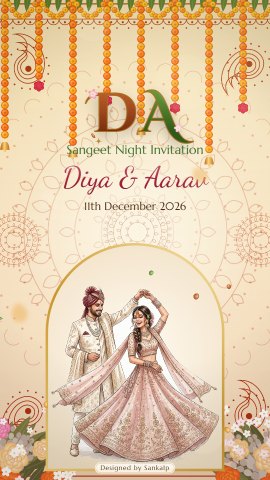 DA
Sangeet Night Invitation
Diya & Aarav
11th December 2026
Designed by Sankalp